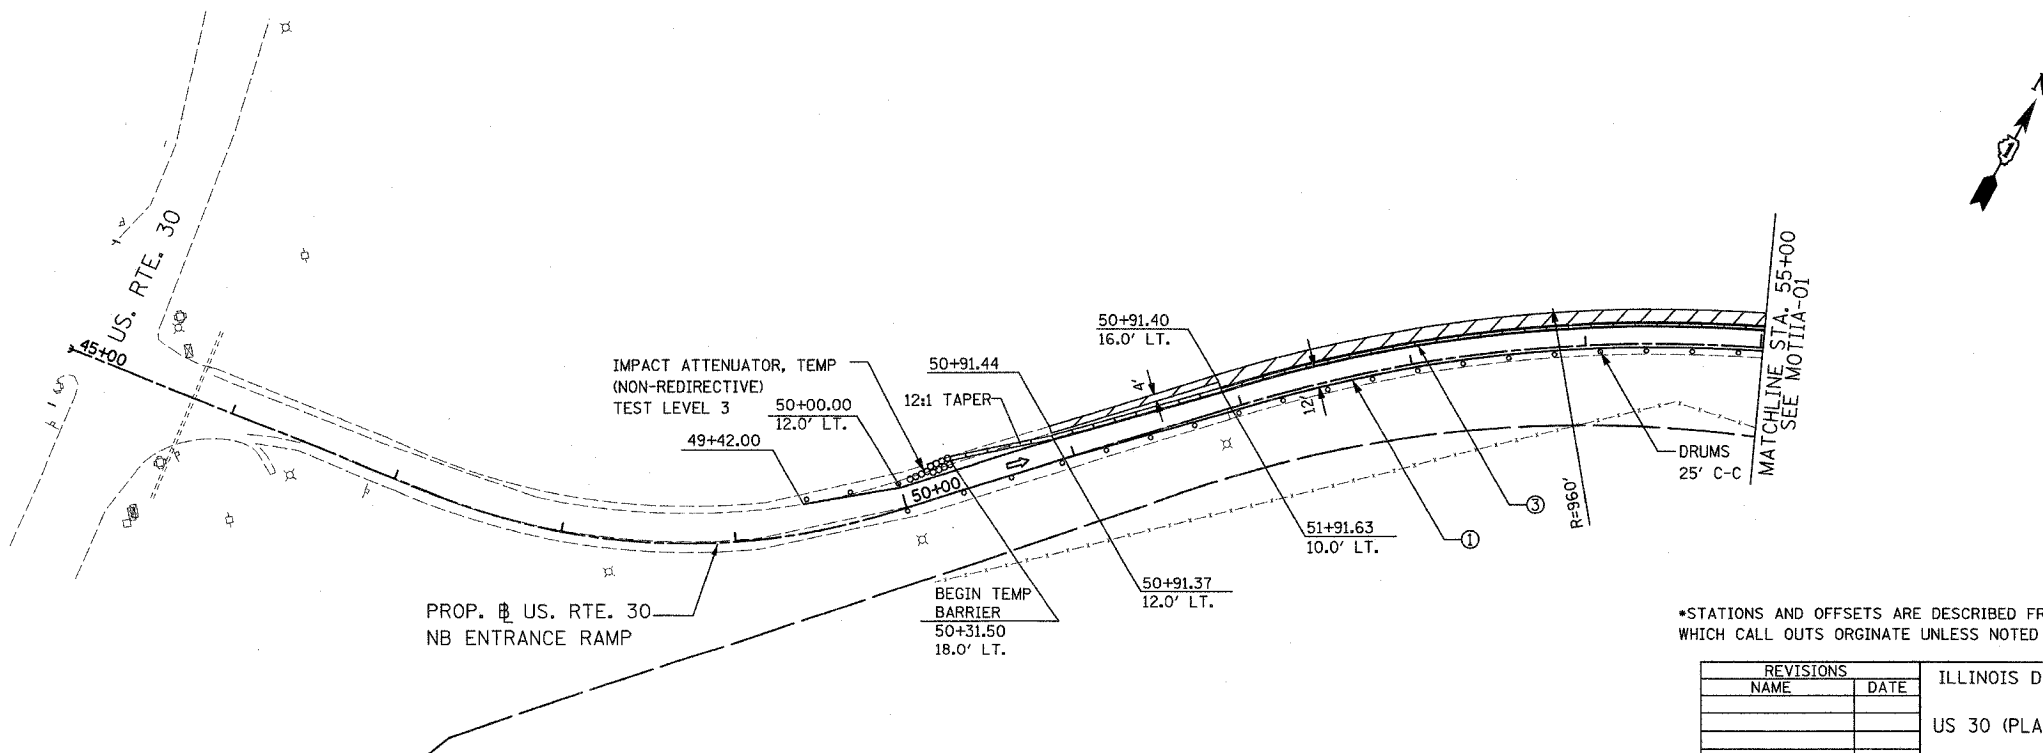 N
1
US. RTE. 30
45+00
IMPACT ATTENUATOR, TEMP
(NON-REDIRECTIVE)
TEST LEVEL 3
50+00.00
12.0' LT.
49+42.00
50+91.44
12:1 TAPER
50+91.40
16.0' LT.
4'
12'
50+00
MATCHLINE STA. 55+00
SEE MOTIIA-01
DRUMS
25' C-C
R=960'
3
1
51+91.63
10.0' LT.
50+91.37
12.0' LT.
BEGIN TEMP
BARRIER
50+31.50
18.0' LT.
PROP. BL US. RTE. 30
NB ENTRANCE RAMP
*STATIONS AND OFFSETS ARE DESCRIBED FR
WHICH CALL OUTS ORGINATE UNLESS NOTED
REVISIONS
NAME DATE
ILLINOIS D
US 30 (PLA